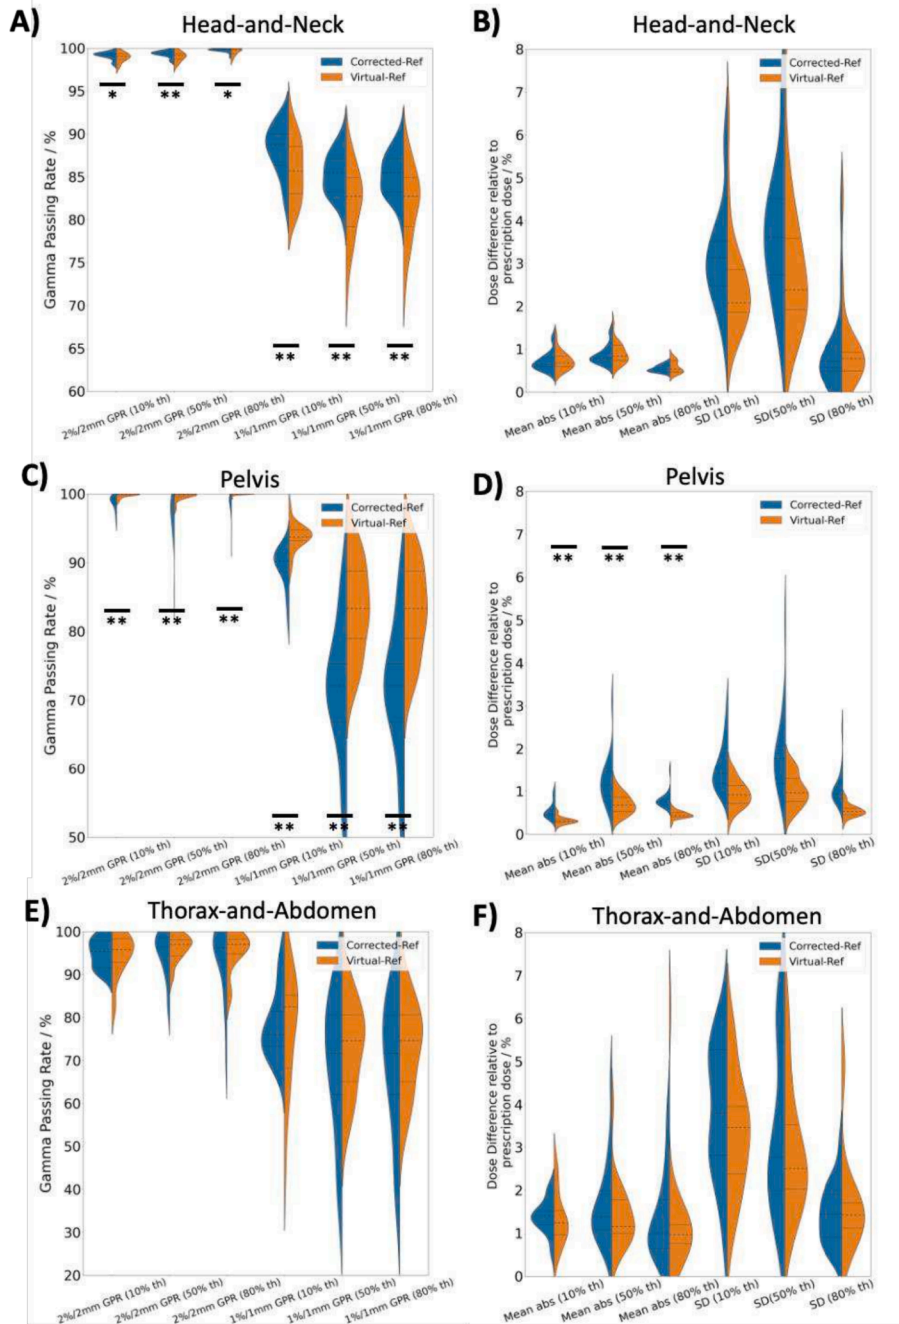 A) Head-and-Neck
Gamma Passing Rate / %
100
95
90
85
80
75
70
65
60
Corrected-Ref
Virtual-Ref
*
**
*
**
**
**
2%/2mm GPR (10% th)
2%/2mm GPR (50% th)
2%/2mm GPR (80% th)
1%/1mm GPR (10% th)
1%/1mm GPR (50% th)
1%/1mm GPR (80% th)
B) Head-and-Neck
Dose Difference relative to
prescription dose / %
8
7
6
5
4
3
2
1
0
Corrected-Ref
Virtual-Ref
Mean abs (10% th)
Mean abs (50% th)
Mean abs (80% th)
SD (10% th)
SD(50% th)
SD (80% th)
C) Pelvis
Gamma Passing Rate / %
100
90
80
70
60
50
Corrected-Ref
Virtual-Ref
**
**
**
**
**
**
2%/2mm GPR (10% th)
2%/2mm GPR (50% th)
2%/2mm GPR (80% th)
1%/1mm GPR (10% th)
1%/1mm GPR (50% th)
1%/1mm GPR (80% th)
D) Pelvis
Dose Difference relative to
prescription dose / %
8
7
6
5
4
3
2
1
0
Corrected-Ref
Virtual-Ref
**
**
**
Mean abs (10% th)
Mean abs (50% th)
Mean abs (80% th)
SD (10% th)
SD(50% th)
SD (80% th)
E) Thorax-and-Abdomen
Gamma Passing Rate / %
100
90
80
70
60
50
40
30
20
Corrected-Ref
Virtual-Ref
2%/2mm GPR (10% th)
2%/2mm GPR (50% th)
2%/2mm GPR (80% th)
1%/1mm GPR (10% th)
1%/1mm GPR (50% th)
1%/1mm GPR (80% th)
F) Thorax-and-Abdomen
Dose Difference relative to
prescription dose / %
8
7
6
5
4
3
2
1
0
Corrected-Ref
Virtual-Ref
Mean abs (10% th)
Mean abs (50% th)
Mean abs (80% th)
SD (10% th)
SD(50% th)
SD (80% th)